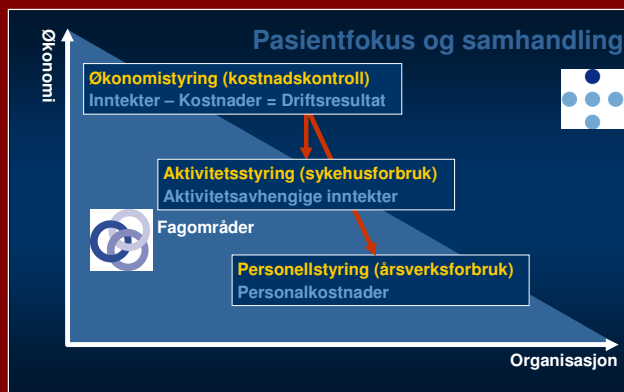 Pasientfokus og samhandling
Økonomi
Økonomistyring (kostnadskontroll)
Inntekter – Kostnader = Driftsresultat
Aktivitetsstyring (sykehusforbruk)
Aktivitetsavhengige inntekter
Fagområder
Personellstyring (årsverksforbruk)
Personalkostnader
Organisasjon